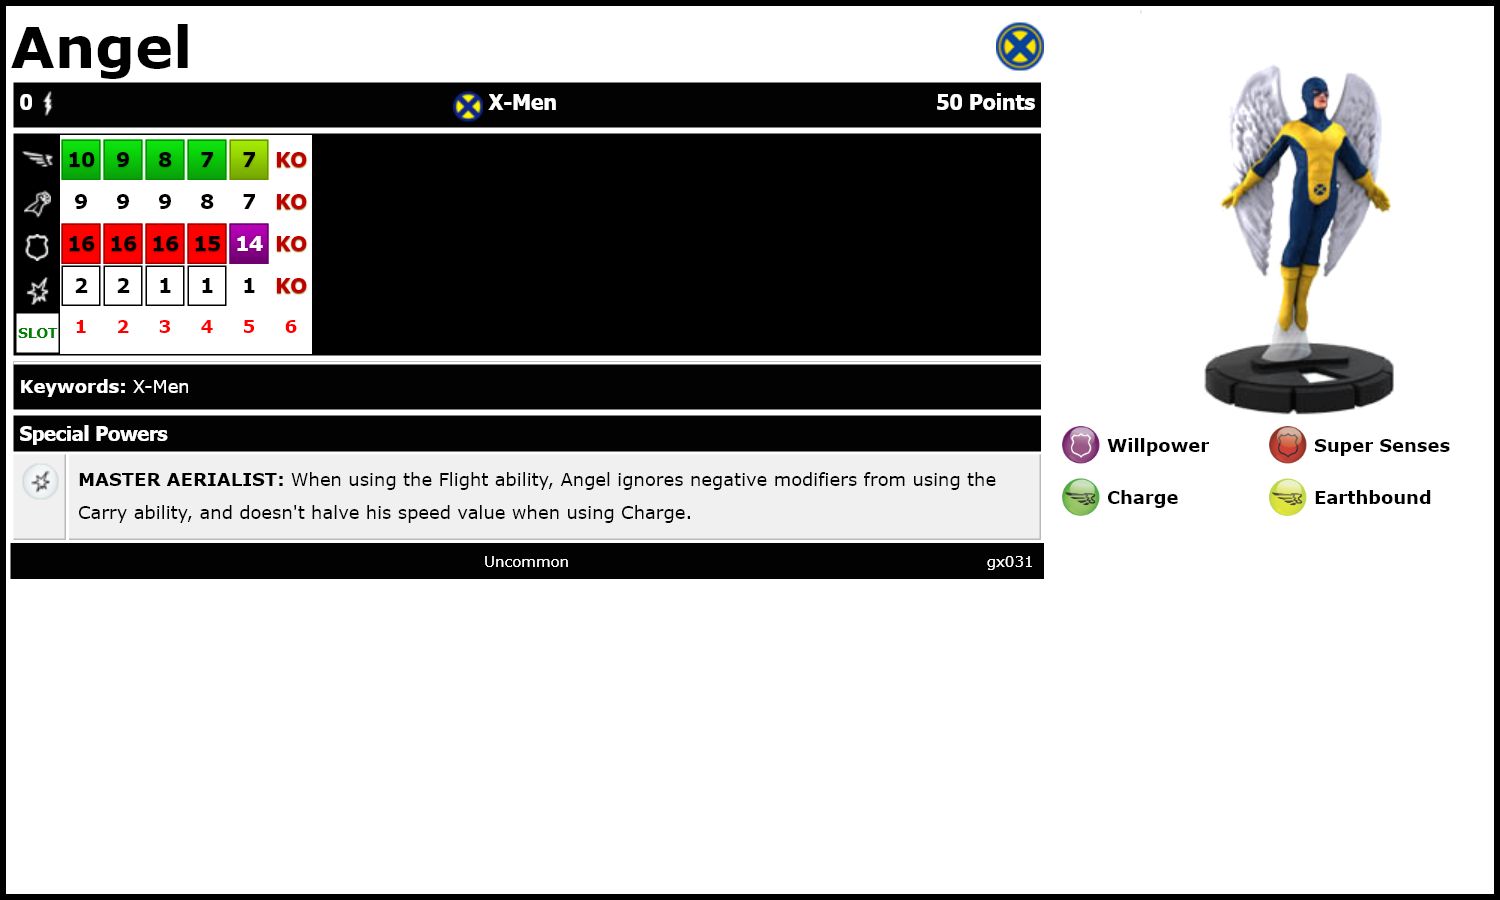 Angel
0 X-Men 50 Points
10 9 8 7 7 KO
9 9 9 8 7 KO
16 16 16 15 14 KO
2 2 1 1 1 KO
SLOT 1 2 3 4 5 6
Keywords: X-Men
Special Powers
MASTER AERIALIST: When using the Flight ability, Angel ignores negative modifiers from using the
Carry ability, and doesn't halve his speed value when using Charge.
Uncommon gx031
Willpower Super Senses
Charge Earthbound